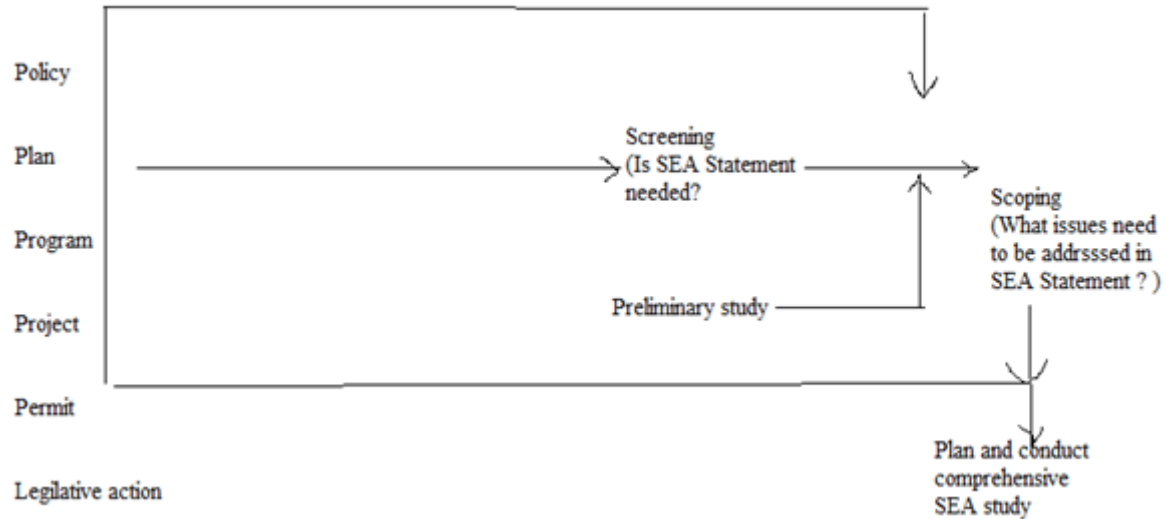 Policy
Plan
Program
Project
Permit
Legilative action
Screening
(Is SEA Statement
needed?
Preliminary study
Scoping
(What issues need
to be addrsssed in
SEA Statement ? )
Plan and conduct
comprehensive
SEA study